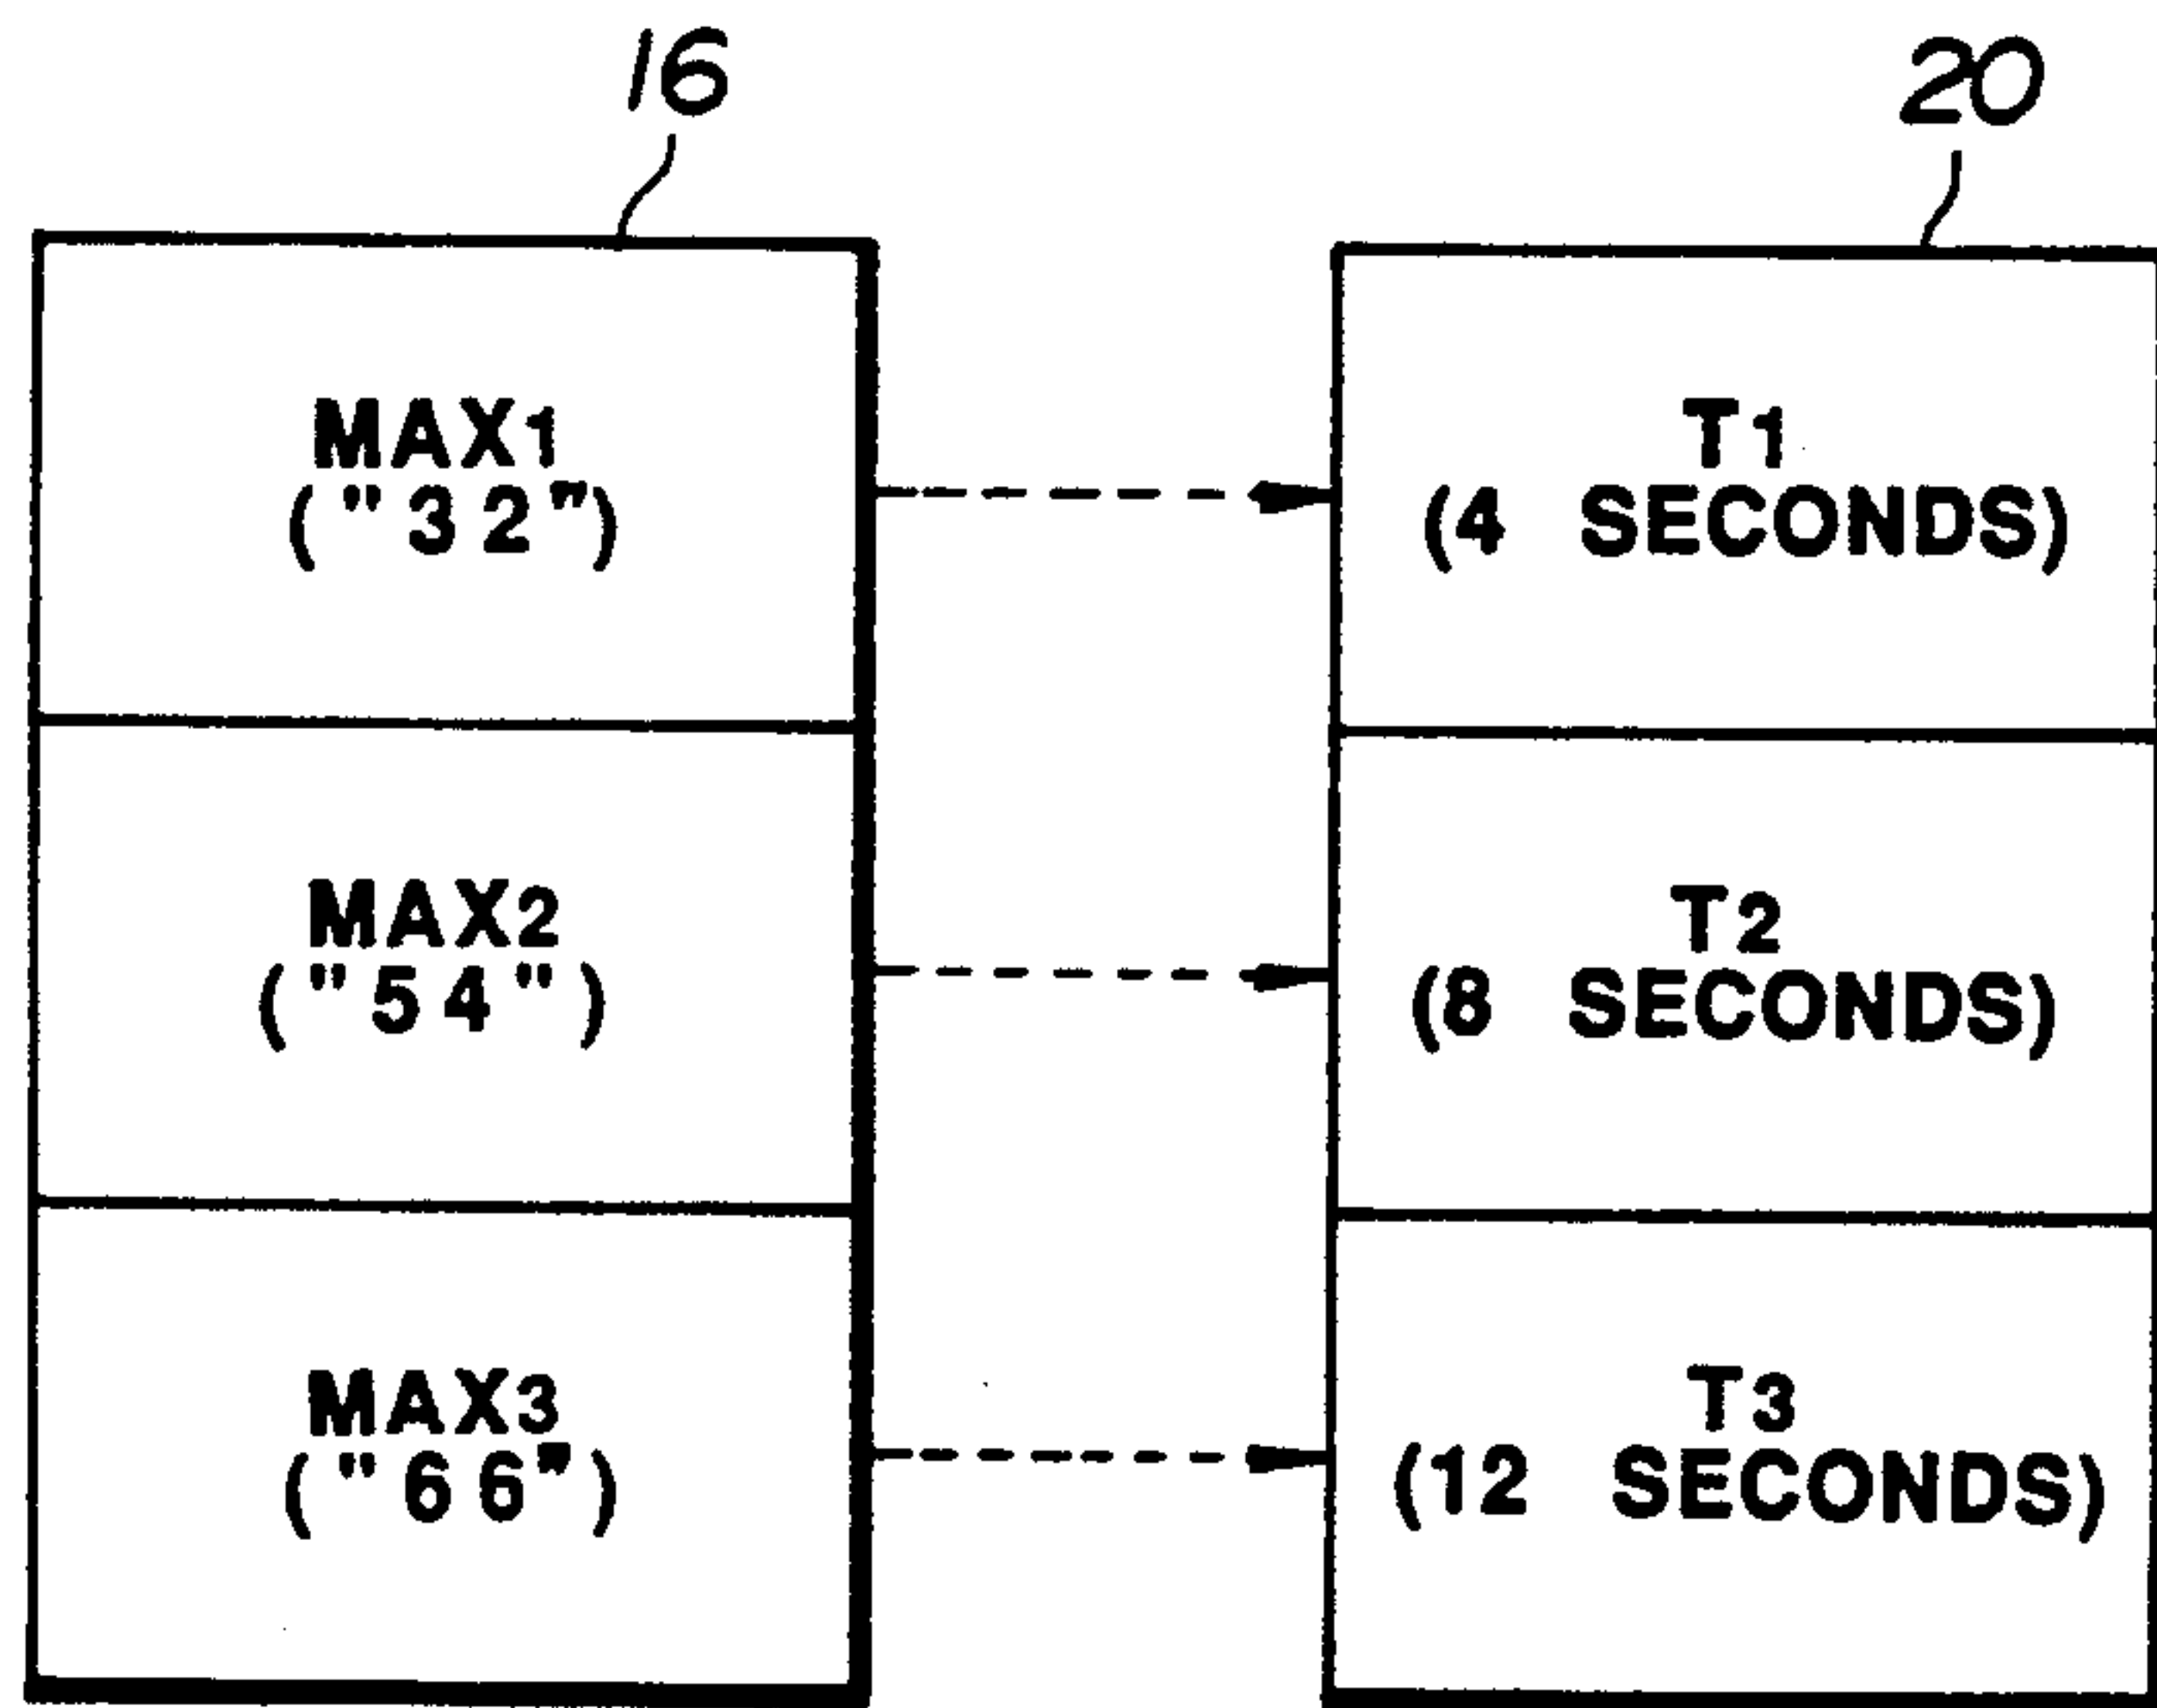 16
20
MAX1
("32")
T1
(4 SECONDS)
MAX2
("54")
T2
(8 SECONDS)
MAX3
("66")
T3
(12 SECONDS)